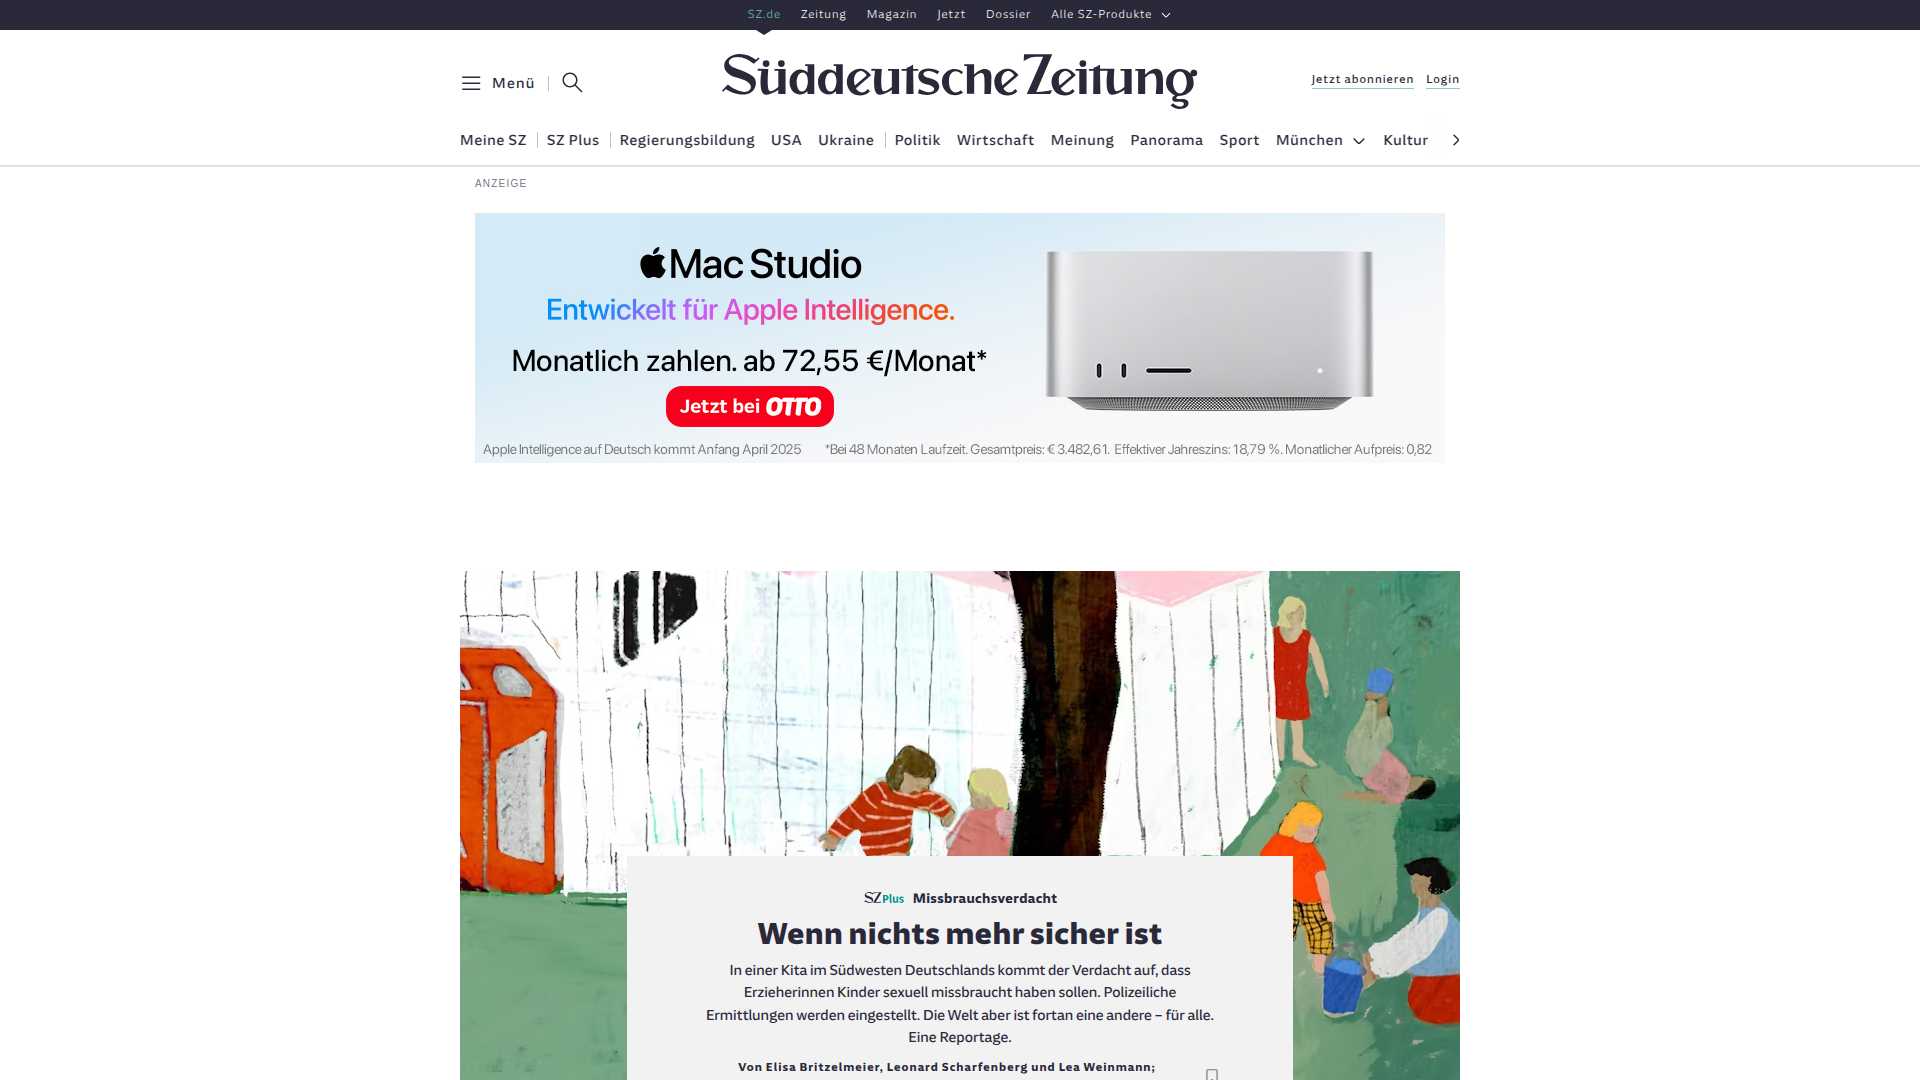 SZ.de Zeitung Magazin Jetzt Dossier Alle SZ-Produkte
Menü
Süddeutsche Zeitung
Jetzt abonnieren Login
Meine SZ SZ Plus Regierungsbildung USA Ukraine Politik Wirtschaft Meinung Panorama Sport München Kultur
ANZEIGE
Mac Studio
Entwickelt für Apple Intelligence.
Monatlich zahlen. ab 72,55 €/Monat*
Jetzt bei OTTO
Apple Intelligence auf Deutsch kommt Anfang April 2025 *Bei 48 Monaten Laufzeit. Gesamtpreis: € 3.482,61. Effektiver Jahreszins: 18,79 %. Monatlicher Aufpreis: 0,82
SZ Plus Missbrauchsverdacht
Wenn nichts mehr sicher ist
In einer Kita im Südwesten Deutschlands kommt der Verdacht auf, dass
Erzieherinnen Kinder sexuell missbraucht haben sollen. Polizeiliche
Ermittlungen werden eingestellt. Die Welt aber ist fortan eine andere – für alle.
Eine Reportage.
Von Elisa Britzelmeier, Leonard Scharfenberg und Lea Weinmann;